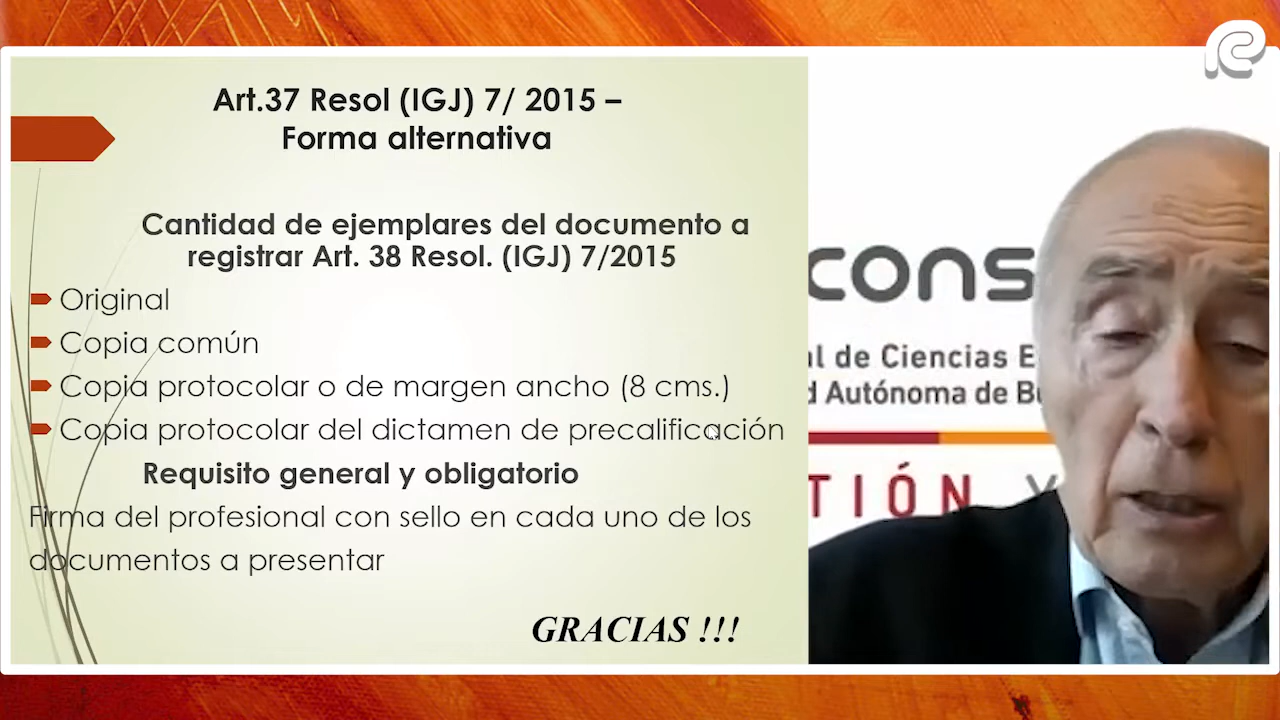 Art.37 Resol (IGJ) 7/ 2015 –
Forma alternativa
Cantidad de ejemplares del documento a
registrar Art. 38 Resol. (IGJ) 7/2015
Original
Copia común
Copia protocolar o de margen ancho (8 cms.)
Copia protocolar del dictamen de precalificación
Requisito general y obligatorio
Firma del profesional con sello en cada uno de los
documentos a presentar
GRACIAS !!!
cons
l de Ciencias E
d Autónoma de Bu
TIÓN Y